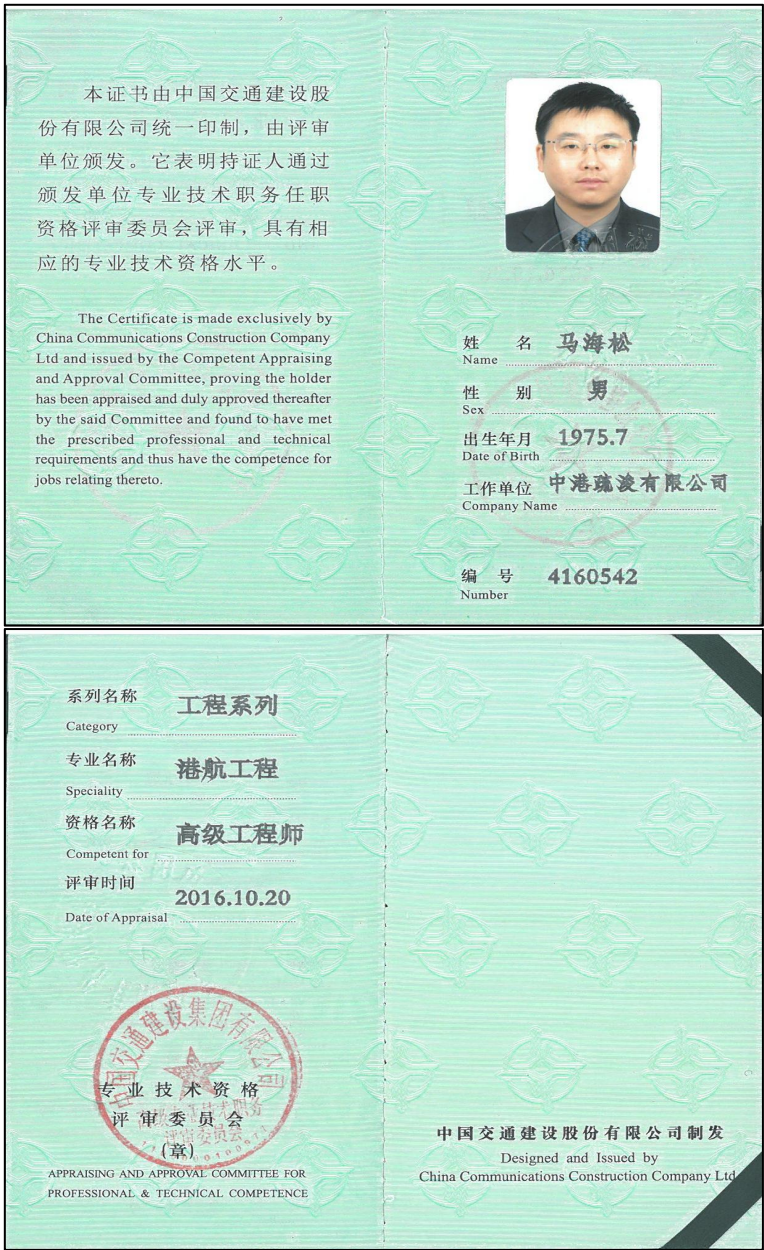 本证书由中国交通建设股
份有限公司统一印制，由评审
单位颁发。它表明持证人通过
颁发单位专业技术职务任职
资格评审委员会评审，具有相
应的专业技术资格水平。
The Certificate is made exclusively by
China Communications Construction Company
Ltd and issued by the Competent Appraising
and Approval Committee, proving the holder
has been appraised and duly approved thereafter
by the said Committee and found to have met
the prescribed professional and technical
requirements and thus have the competence for
jobs relating thereto.
姓 名 马海松
Name
性 别 男
Sex
出生年月 1975.7
Date of Birth
工作单位 中港疏浚有限公司
Company Name
编 号 4160542
Number
系列名称 工程系列
Category
专业名称 港航工程
Speciality
资格名称 高级工程师
Competent for
评审时间 2016.10.20
Date of Appraisal
中国交通建设集团有限公司
专业技术资格
评审委员会
评审委员会
(章)
APPRAISING AND APPROVAL COMMITTEE FOR
PROFESSIONAL & TECHNICAL COMPETENCE
中国交通建设股份有限公司制发
Designed and Issued by
China Communications Construction Company Ltd